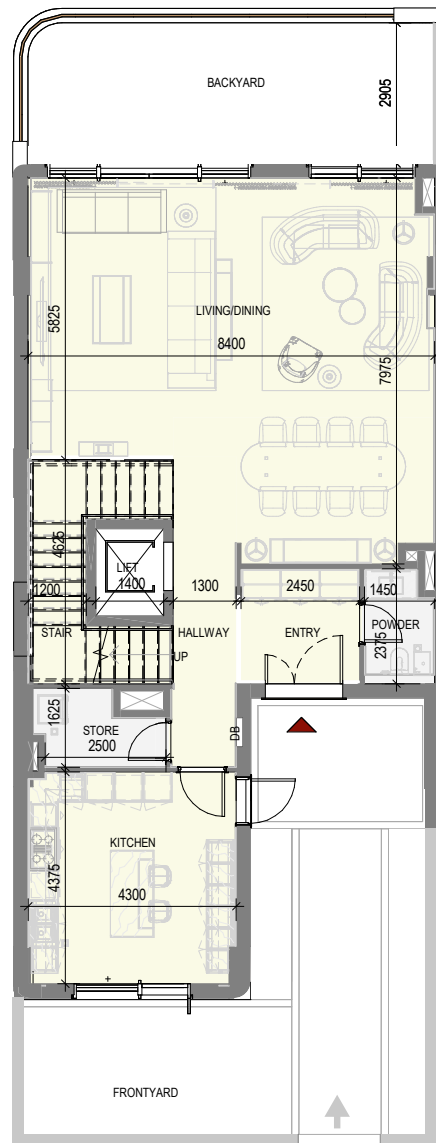 BACKYARD
2905
LIVING/DINING
5825
8400
7975
4625
LIFT
1200
1400
1300
2450
1450
STAIR
HALLWAY
ENTRY
POWDER
UP
2375
1625
STORE
2500
DB
KITCHEN
4375
4300
FRONTYARD